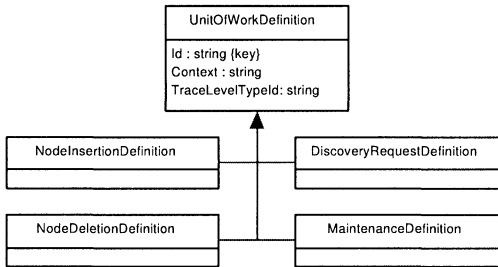 UnitOfWorkDefinition
Id : string {key}
Context : string
TraceLevelTypeId: string
NodeInsertionDefinition
DiscoveryRequestDefinition
NodeDeletionDefinition
MaintenanceDefinition